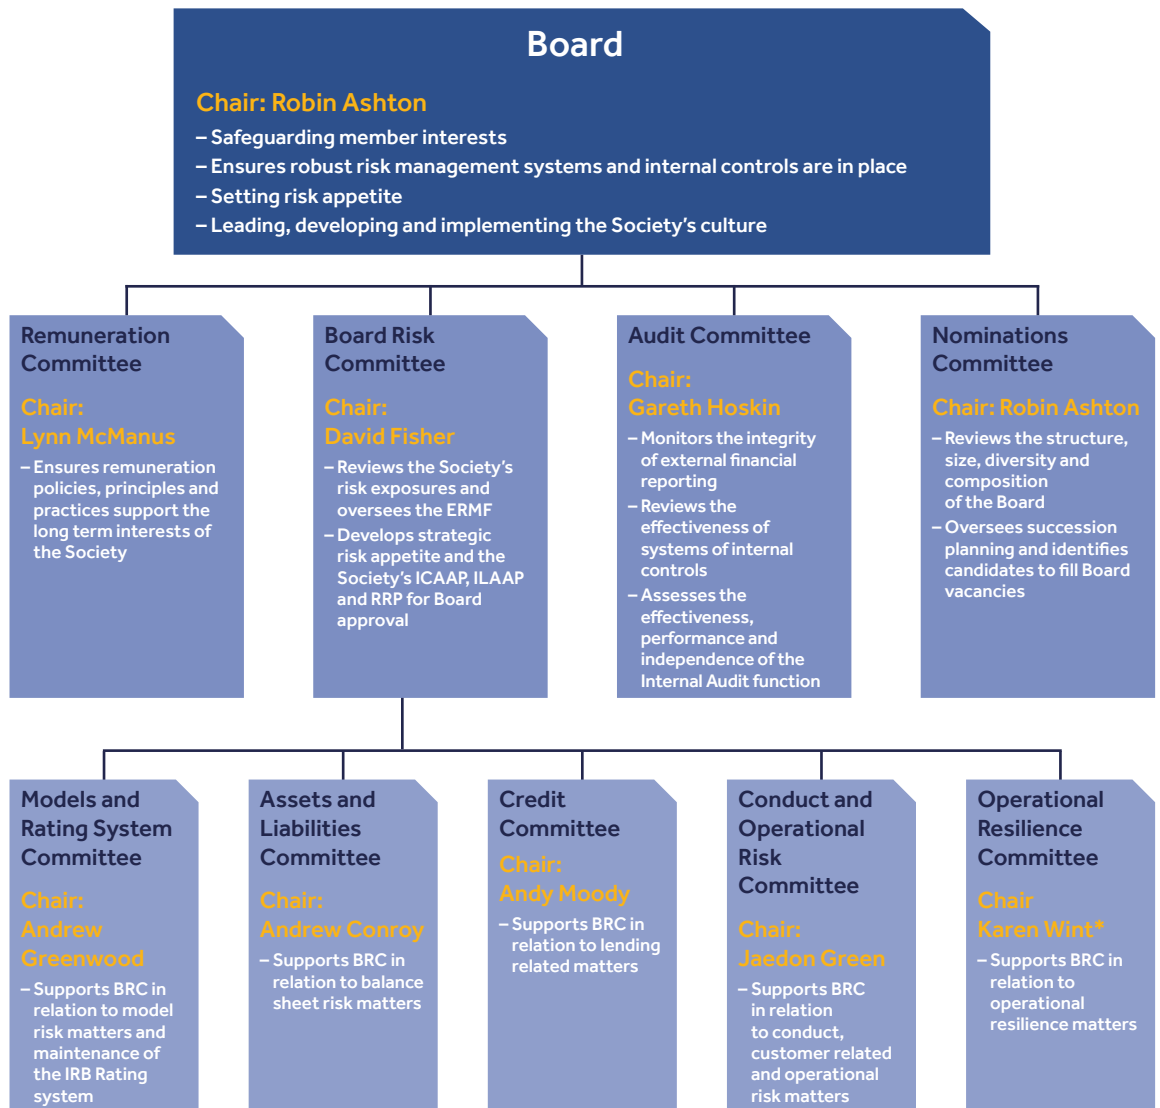 Board
Chair: Robin Ashton
– Safeguarding member interests
– Ensures robust risk management systems and internal controls are in place
– Setting risk appetite
– Leading, developing and implementing the Society’s culture
Remuneration
Committee
Chair:
Lynn McManus
– Ensures remuneration
policies, principles and
practices support the
long term interests of
the Society
Board Risk
Committee
Chair:
David Fisher
– Reviews the Society’s
risk exposures and
oversees the ERMF
– Develops strategic
risk appetite and the
Society’s ICAAP, ILAAP
and RRP for Board
approval
Audit Committee
Chair:
Gareth Hoskin
– Monitors the integrity
of external financial
reporting
– Reviews the
effectiveness of
systems of internal
controls
– Assesses the
effectiveness,
performance and
independence of the
Internal Audit function
Nominations
Committee
Chair: Robin Ashton
– Reviews the structure,
size, diversity and
composition
of the Board
– Oversees succession
planning and identifies
candidates to fill Board
vacancies
Models and
Rating System
Committee
Chair:
Andrew
Greenwood
– Supports BRC in
relation to model
risk matters and
maintenance of
the IRB Rating
system
Assets and
Liabilities
Committee
Chair:
Andrew Conroy
– Supports BRC in
relation to balance
sheet risk matters
Credit
Committee
Chair:
Andy Moody
– Supports BRC in
relation to lending
related matters
Conduct and
Operational
Risk
Committee
Chair:
Jaedon Green
– Supports BRC
in relation
to conduct,
customer related
and operational
risk matters
Operational
Resilience
Committee
Chair
Karen Wint*
– Supports BRC in
relation to
operational
resilience matters